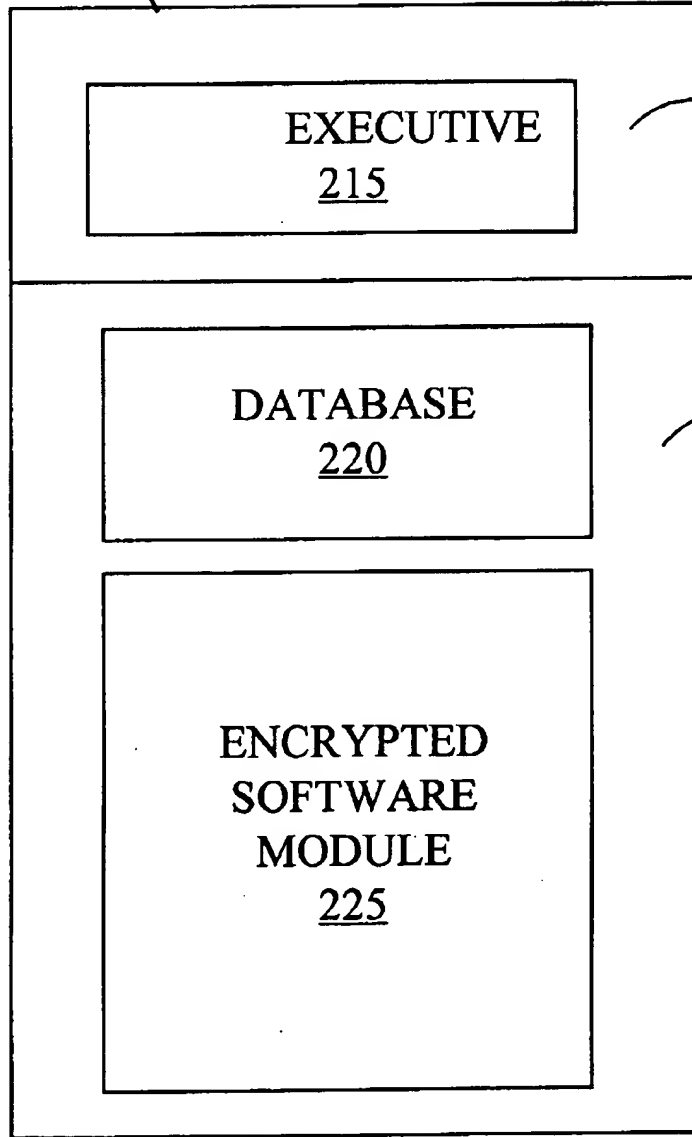 EXECUTIVE
215
DATABASE
220
ENCRYPTED
SOFTWARE
MODULE
225